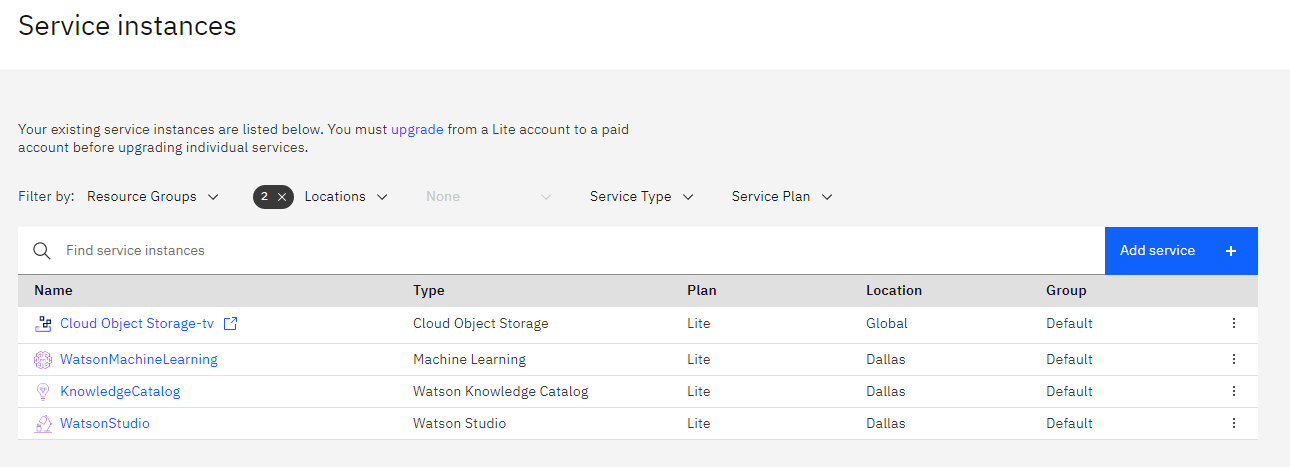 Service instances
Your existing service instances are listed below. You must upgrade from a Lite account to a paid
account before upgrading individual services.
Filter by: Resource Groups 2 Locations None Service Type Service Plan
Find service instances Add service +
Name Type Plan Location Group
Cloud Object Storage-tv Cloud Object Storage Lite Global Default
WatsonMachineLearning Machine Learning Lite Dallas Default
KnowledgeCatalog Watson Knowledge Catalog Lite Dallas Default
WatsonStudio Watson Studio Lite Dallas Default